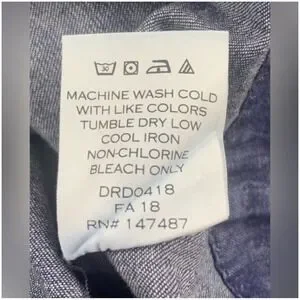 30
MACHINE WASH COLD
WITH LIKE COLORS
TUMBLE DRY LOW
COOL IRON
NON-CHLORINE
BLEACH ONLY
DRD0418
FA 18
RN# 147487